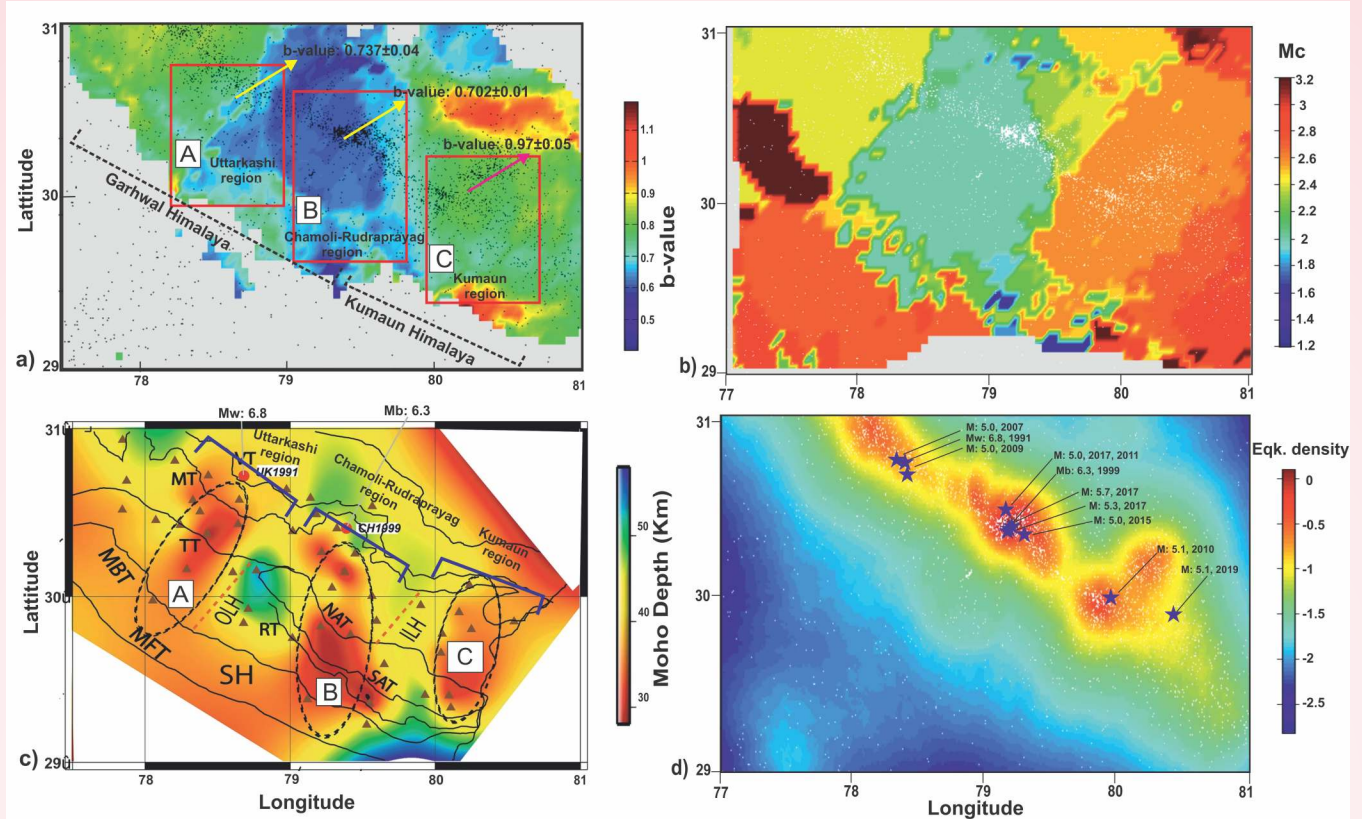 31
b-value: 0.737±0.04
b-value: 0.702±0.01
b-value: 0.97±0.05
A
Uttarkashi
region
B
Chamoli-Rudraprayag
region
C
Kumaun
region
Garhwal Himalaya
Kumaun Himalaya
Lattitude
30
29
a)
78
79
80
81
1.1
1
0.9
0.8
0.7
0.6
0.5
b-value
31
30
29
b)
77
78
79
80
81
Mc
3.2
3
2.8
2.6
2.4
2.2
2
1.8
1.6
1.4
1.2
Mw: 6.8
Mb: 6.3
31
Uttarkashi
region
VT
UK1991
MT
Chamoli-Rudraprayag
region
CH1999
Kumaun
region
TT
MBT
A
OLH
NAT
ILH
RT
MFT
SH
B
SAT
C
Lattitude
30
29
c)
78
79
80
Longitude
50
40
30
Moho Depth (Km)
31
M: 5.0, 2007
Mw: 6.8, 1991
M: 5.0, 2009
M: 5.0, 2017, 2011
Mb: 6.3, 1999
M: 5.7, 2017
M: 5.3, 2017
M: 5.0, 2015
M: 5.1, 2010
M: 5.1, 2019
30
29
d)
77
78
79
80
81
Longitude
Eqk. density
0
-0.5
-1
-1.5
-2
-2.5